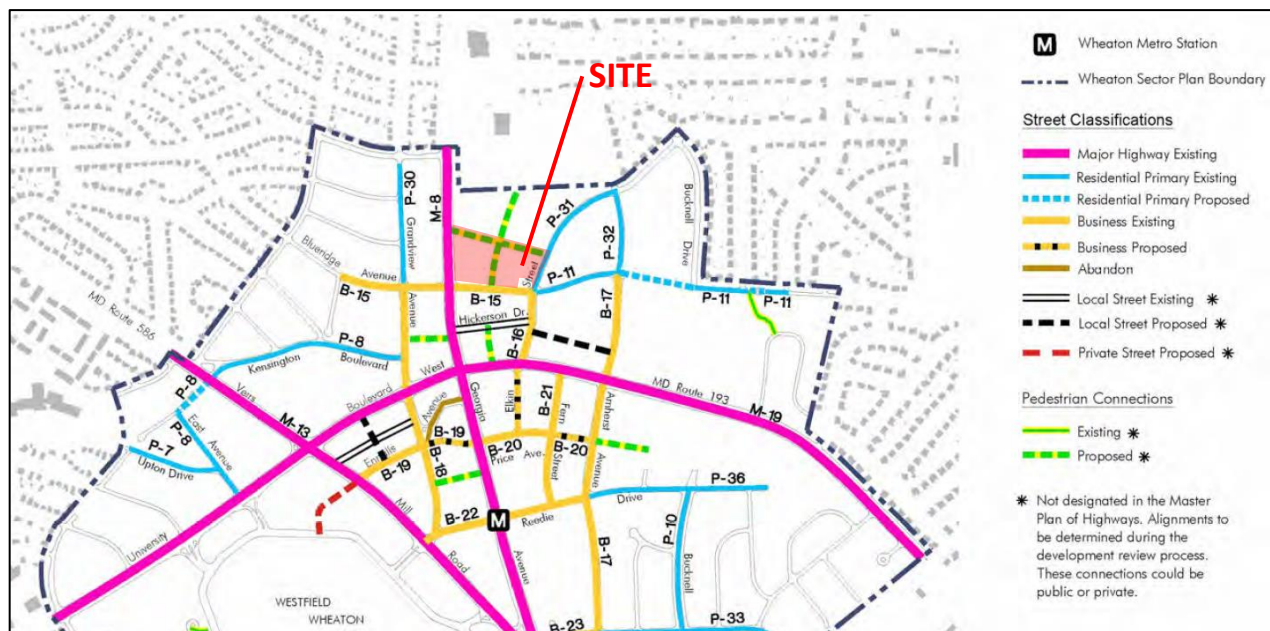 SITE
P-30
Grandview
M-8
P-31
P-32
Bucknell
Drive
Blueridge
Avenue
B-15
Street
P-11
B-15
B-17
P-11
P-11
MD Route 586
Avenue
Hickerson Dr.
B-16
P-8
Kensington
Boulevard
West
Boulevard
MD Route 193
M-19
P-8
Veirs
M-13
East
P-8
Avenue
P-7
Upton Drive
Avenue
Georgia
Elkin
B-21
Fern
Amherst
B-19
B-20
B-20
Price Ave.
Street
Avenue
Ennalls
B-19
B-18
Mill
B-22
Reedie
Drive
P-36
P-10
Bucknell
University
Road
Avenue
B-17
WESTFIELD
WHEATON
B-23
P-33
M
M
Wheaton Metro Station
Wheaton Sector Plan Boundary
Street Classifications
Major Highway Existing
Residential Primary Existing
Residential Primary Proposed
Business Existing
Business Proposed
Abandon
Local Street Existing *
Local Street Proposed *
Private Street Proposed *
Pedestrian Connections
Existing *
Proposed *
* Not designated in the Master
Plan of Highways. Alignments to
be determined during the
development review process.
These connections could be
public or private.